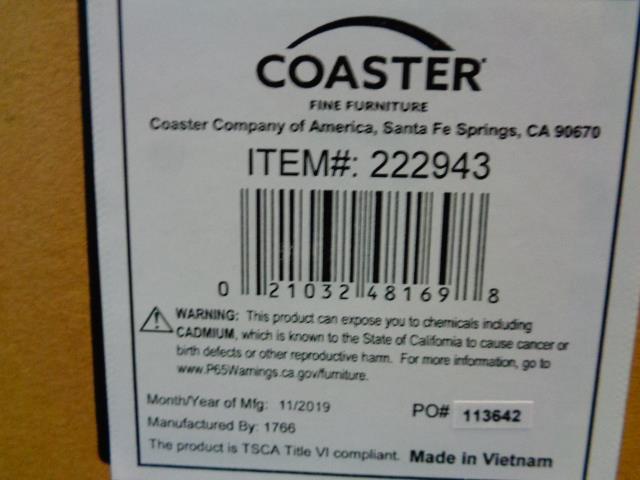 COASTER
FINE FURNITURE
Coaster Company of America, Santa Fe Springs, CA 90670
ITEM#: 222943
0 21032 48169 8
WARNING: This product can expose you to chemicals including
CADMIUM, which is known to the State of California to cause cancer or
birth defects or other reproductive harm. For more information, go to
www.P65Warnings.ca.gov/furniture.
Month/Year of Mfg: 11/2019 PO# 113642
Manufactured By: 1766
The product is TSCA Title VI compliant. Made in Vietnam